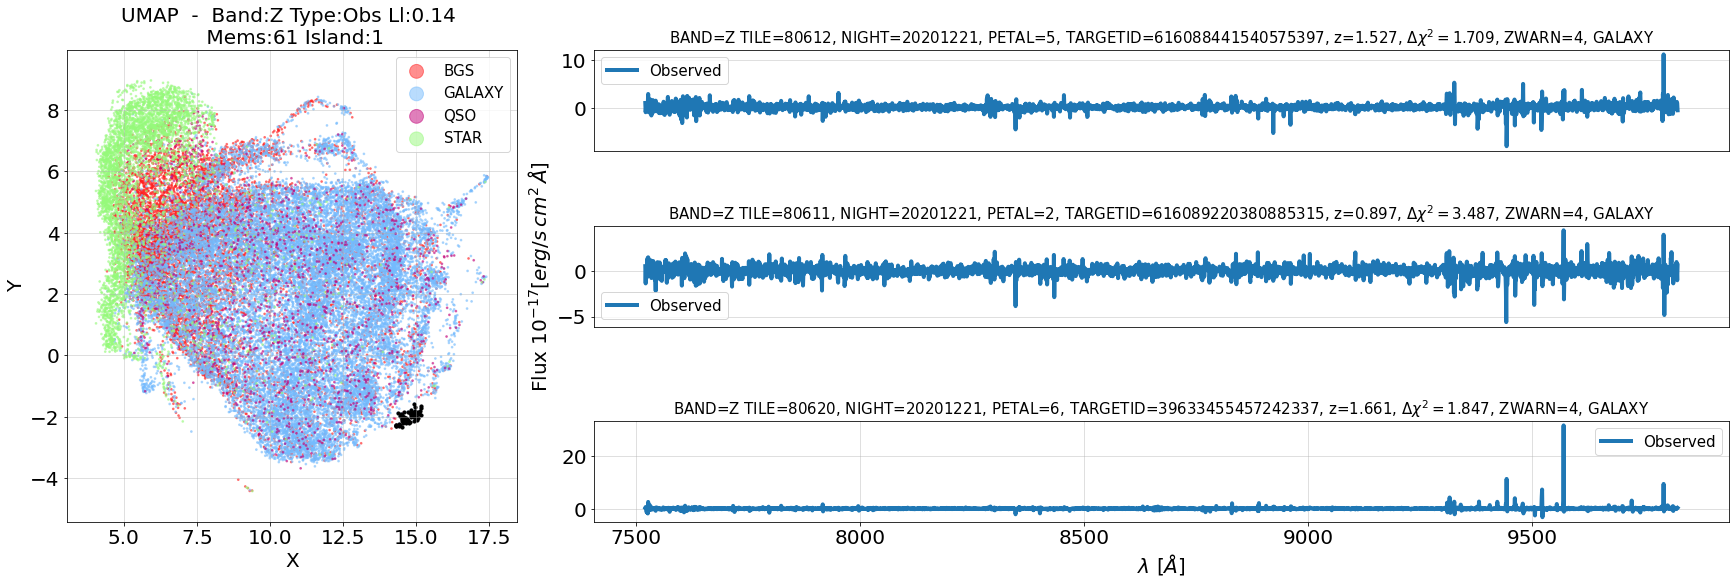 UMAP - Band:Z Type:Obs Ll:0.14
Mems:61 Island:1
BGS
GALAXY
QSO
STAR
8
6
4
2
0
−2
−4
Y
5.0 7.5 10.0 12.5 15.0 17.5
X
Flux 10⁻¹⁷[erg/s cm² Å]
BAND=Z TILE=80612, NIGHT=20201221, PETAL=5, TARGETID=616088441540575397, z=1.527, Δχ² = 1.709, ZWARN=4, GALAXY
Observed
10
0
BAND=Z TILE=80611, NIGHT=20201221, PETAL=2, TARGETID=616089220380885315, z=0.897, Δχ² = 3.487, ZWARN=4, GALAXY
0
−5
Observed
BAND=Z TILE=80620, NIGHT=20201221, PETAL=6, TARGETID=39633455457242337, z=1.661, Δχ² = 1.847, ZWARN=4, GALAXY
Observed
20
0
7500 8000 8500 9000 9500
λ [Å]